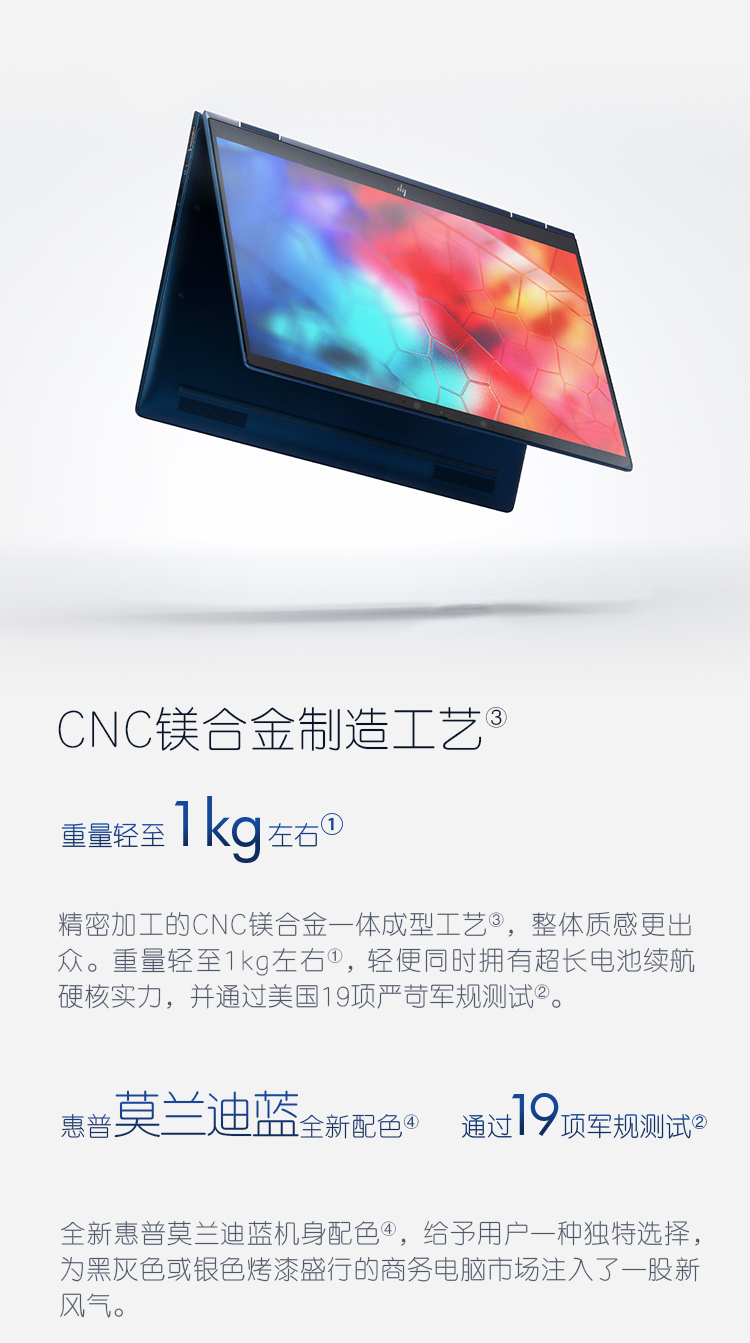 hp
CNC镁合金制造工艺③
重量轻至1kg左右①
精密加工的CNC镁合金一体成型工艺③，整体质感更出
众。重量轻至1kg左右①，轻便同时拥有超长电池续航
硬核实力，并通过美国19项严苛军规测试②。
惠普莫兰迪蓝全新配色④ 通过19项军规测试②
全新惠普莫兰迪蓝机身配色④，给予用户一种独特选择，
为黑灰色或银色烤漆盛行的商务电脑市场注入了一股新
风气。